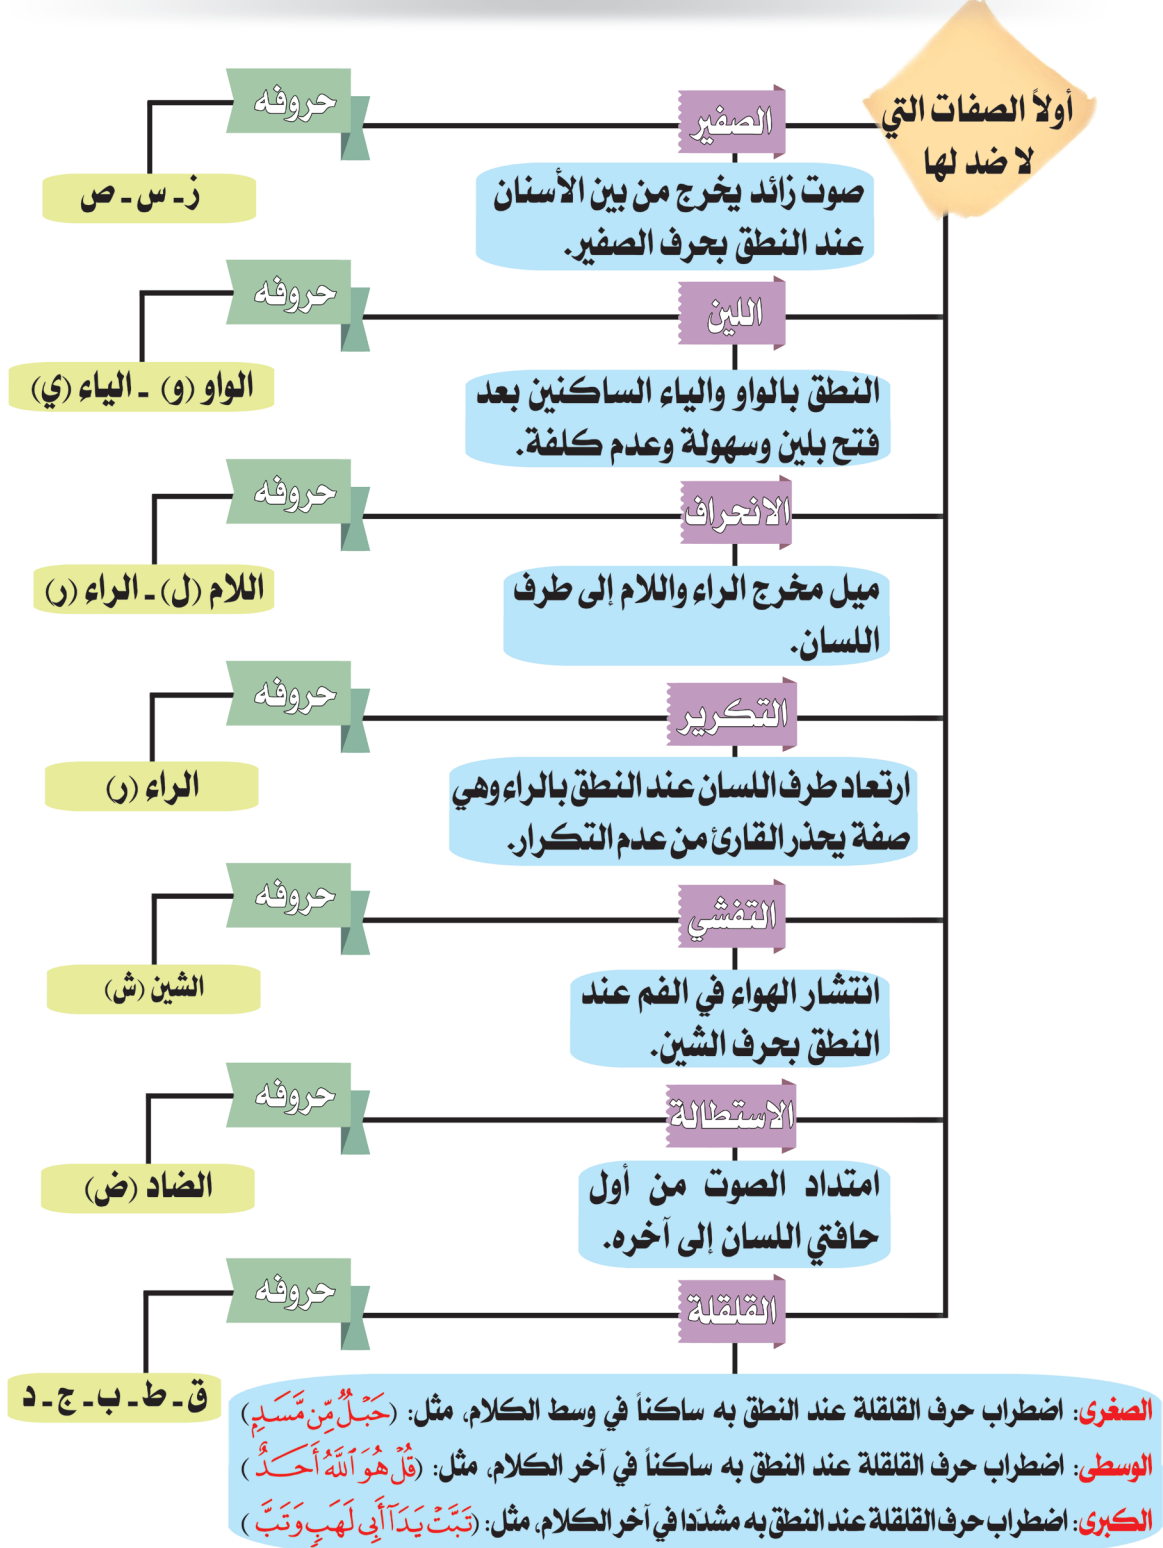 أولاً الصفات التي
لا ضد لها
الصفير
حروفه
ز ـ س ـ ص
صوت زائد يخرج من بين الأسنان
عند النطق بحرف الصفير.
اللين
حروفه
الواو (و) ـ الياء (ي)
النطق بالواو والياء الساكنين بعد
فتح بلين وسهولة وعدم كلفة.
الانحراف
حروفه
اللام (ل) ـ الراء (ر)
ميل مخرج الراء واللام إلى طرف
اللسان.
التكرير
حروفه
الراء (ر)
ارتعاد طرف اللسان عند النطق بالراء وهي
صفة يحذر القارئ من عدم التكرار.
التفشي
حروفه
الشين (ش)
انتشار الهواء في الفم عند
النطق بحرف الشين.
الاستطالة
حروفه
الضاد (ض)
امتداد الصوت من أول
حافتي اللسان إلى آخره.
القلقلة
حروفه
ق ـ ط ـ ب ـ ج ـ د
الصغرى: اضطراب حرف القلقلة عند النطق به ساكناً في وسط الكلام، مثل: (حَبْلٌ مِّن مَّسَدٍ)
الوسطى: اضطراب حرف القلقلة عند النطق به ساكناً في آخر الكلام، مثل: (قُلْ هُوَ ٱللَّهُ أَحَدٌ)
الكبرى: اضطراب حرف القلقلة عند النطق به مشدّدا في آخر الكلام، مثل: (تَبَّتْ يَدَآ أَبِى لَهَبٍ وَتَبَّ)